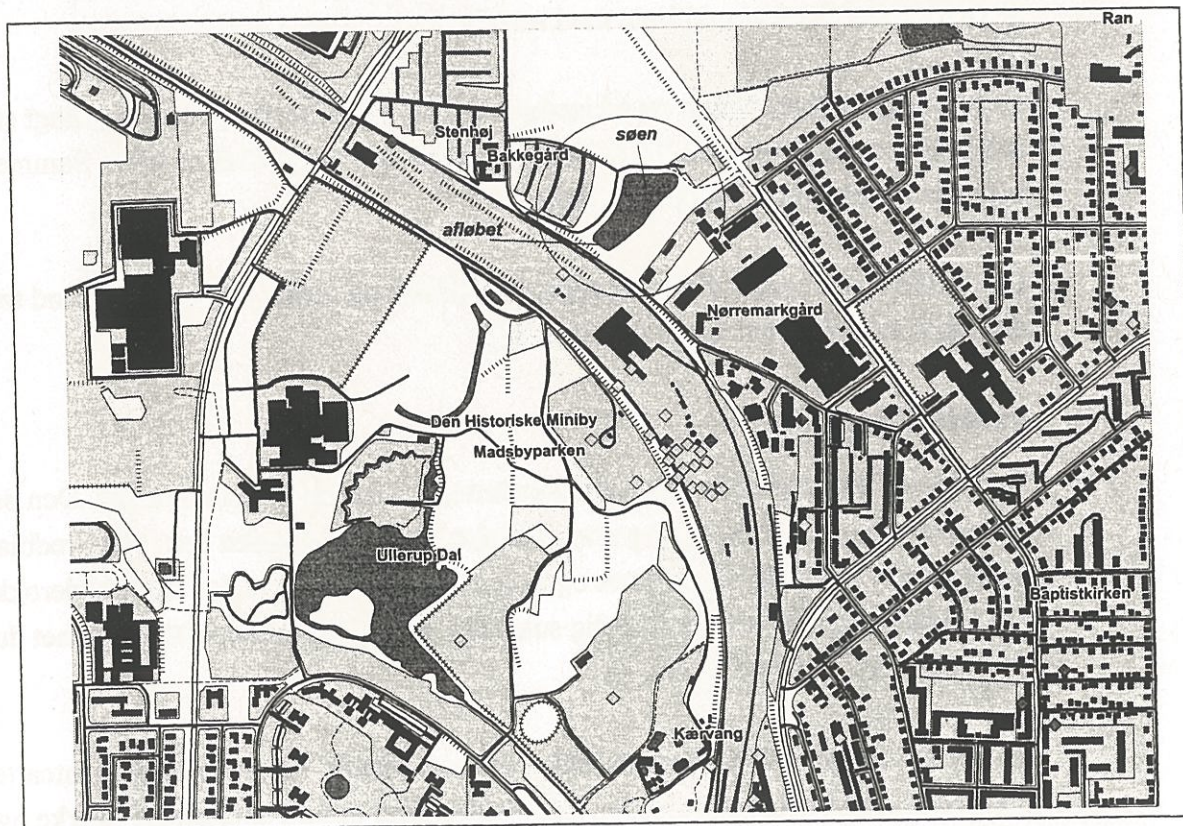 Ran
Stenhøj
søen
Bakkegård
afløbet
Nørremarkgård
Den Historiske Miniby
Madsbyparken
Ullerup Dal
Baptistkirken
Kærvang